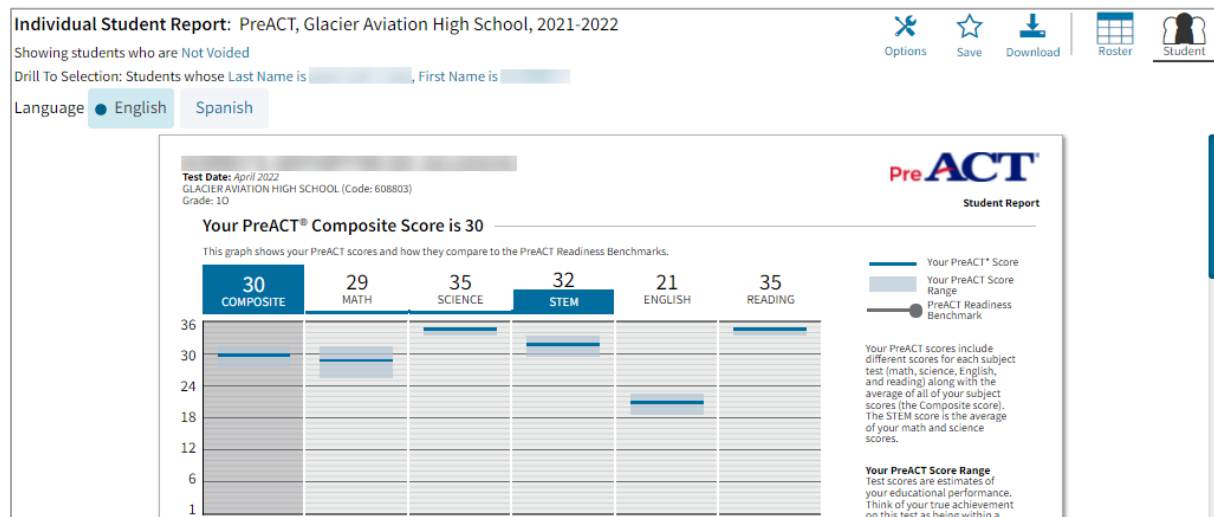 Individual Student Report: PreACT, Glacier Aviation High School, 2021-2022
Options Save Download Roster Student
Showing students who are Not Voided
Drill To Selection: Students whose Last Name is , First Name is
Language English Spanish
PreACT
Test Date: April 2022
GLACIER AVIATION HIGH SCHOOL (Code: 608803)
Grade: 10
Student Report
Your PreACT® Composite Score is 30
This graph shows your PreACT scores and how they compare to the PreACT Readiness Benchmarks.
30 29 35 32 21 35
COMPOSITE MATH SCIENCE STEM ENGLISH READING
36
30
24
18
12
6
1
Your PreACT® Score
Your PreACT Score
Range
PreACT Readiness
Benchmark
Your PreACT scores include
different scores for each subject
test (math, science, English,
and reading) along with the
average of all of your subject
scores (the Composite score).
The STEM score is the average
of your math and science
scores.
Your PreACT Score Range
Test scores are estimates of
your educational performance.
Think of your true achievement
on this test as being within a